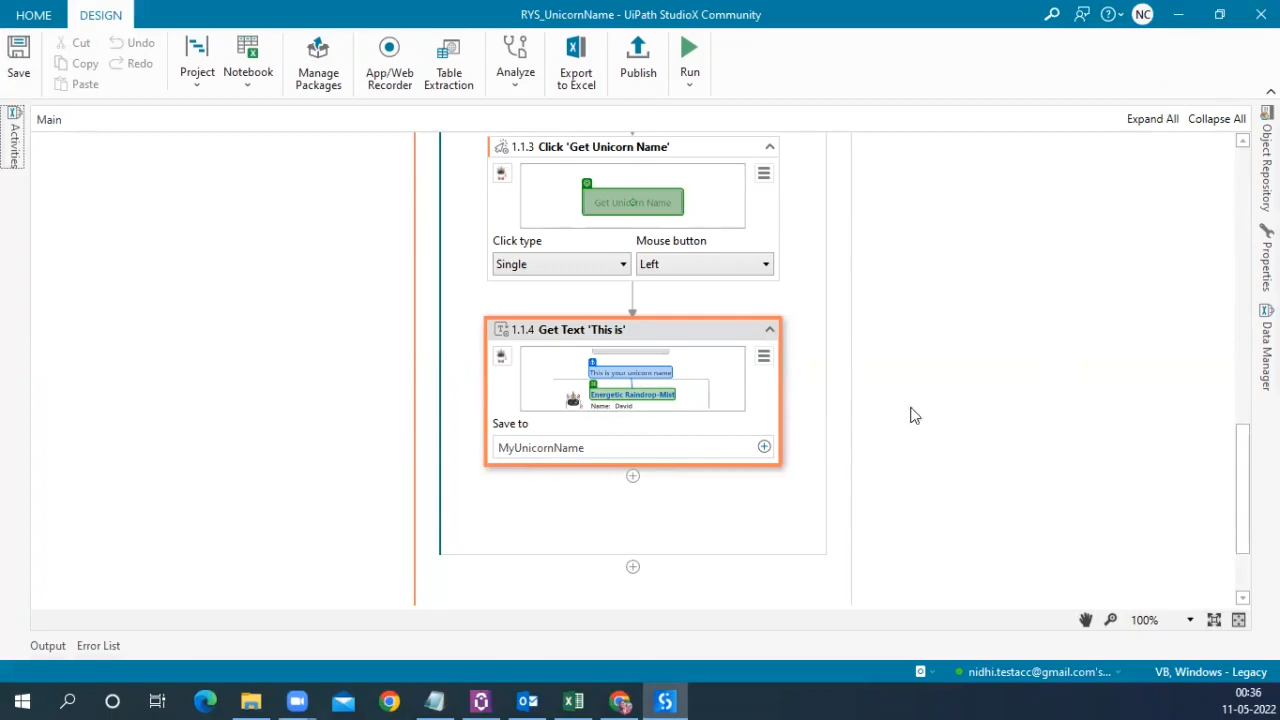 HOME
DESIGN
RYS_UnicornName - UiPath StudioX Community
NC
Save
Cut
Copy
Paste
Undo
Redo
Project
Notebook
Manage
Packages
App/Web
Recorder
Table
Extraction
Analyze
Export
to Excel
Publish
Run
Main
Expand All
Collapse All
Activities
Object Repository
Properties
Data Manager
1.1.3 Click 'Get Unicorn Name'
Get Unicorn Name
Click type
Mouse button
Single
Left
1.1.4 Get Text 'This is'
This is your unicorn name
Energetic Raindrop-Mist
Name: David
Save to
MyUnicornName
100%
Output
Error List
nidhi.testacc@gmail.com's...
VB, Windows - Legacy
00:36
11-05-2022